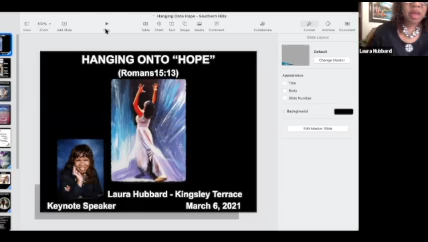 Hanging Onto Hope - Southern Hills
HANGING ONTO “HOPE”
(Romans15:13)
Laura Hubbard - Kingsley Terrace
Keynote Speaker
March 6, 2021
Slide Layout
Default
Change Master
Appearance
Title
Body
Slide Number
Background
Edit Master Slide
Laura Hubbard